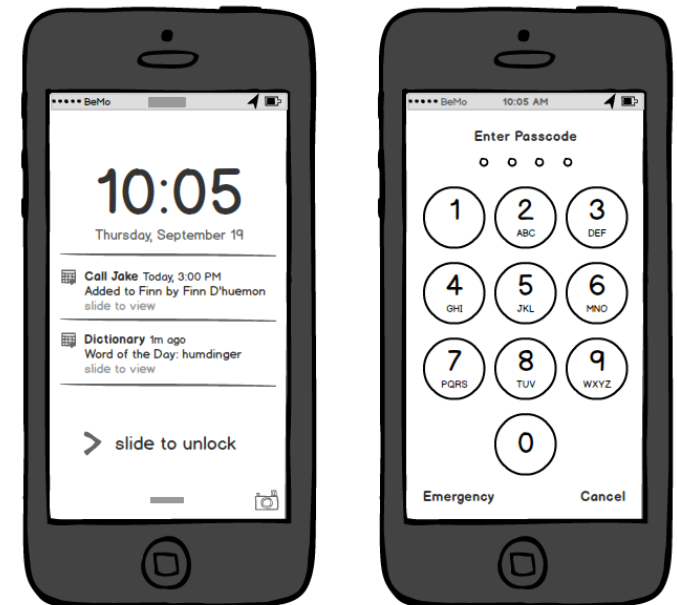 BeMo
10:05
Thursday, September 19
Call Jake Today, 3:00 PM
Added to Finn by Finn D'huemon
slide to view
Dictionary 1m ago
Word of the Day: humdinger
slide to view
> slide to unlock
BeMo 10:05 AM
Enter Passcode
1 2 3
ABC DEF
4 5 6
GHI JKL MNO
7 8 9
PQRS TUV WXYZ
0
Emergency Cancel